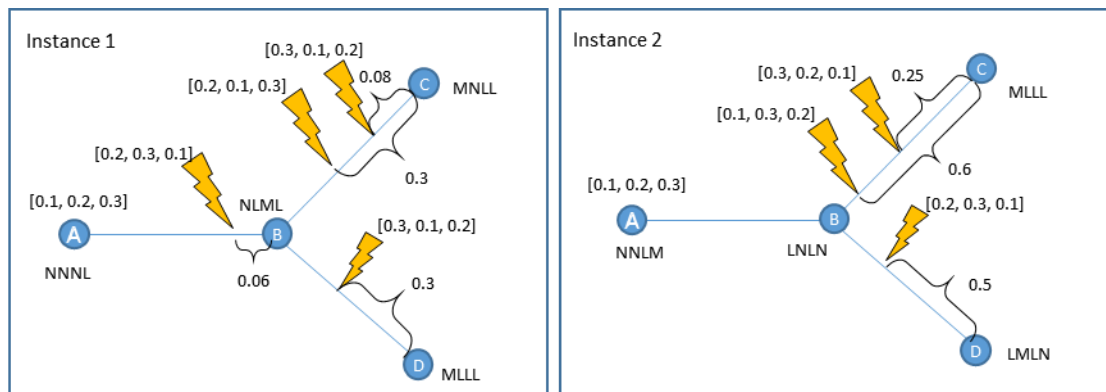 Instance 1
[0.3, 0.1, 0.2]
0.08
C
MNLL
[0.2, 0.1, 0.3]
[0.2, 0.3, 0.1]
0.3
[0.1, 0.2, 0.3]
NLML
A
B
[0.3, 0.1, 0.2]
NNNL
0.06
0.3
D
MLLL
Instance 2
[0.3, 0.2, 0.1]
0.25
C
MLLL
[0.1, 0.3, 0.2]
0.6
[0.1, 0.2, 0.3]
[0.2, 0.3, 0.1]
A
B
NNLM
LNLN
0.5
D
LMLN